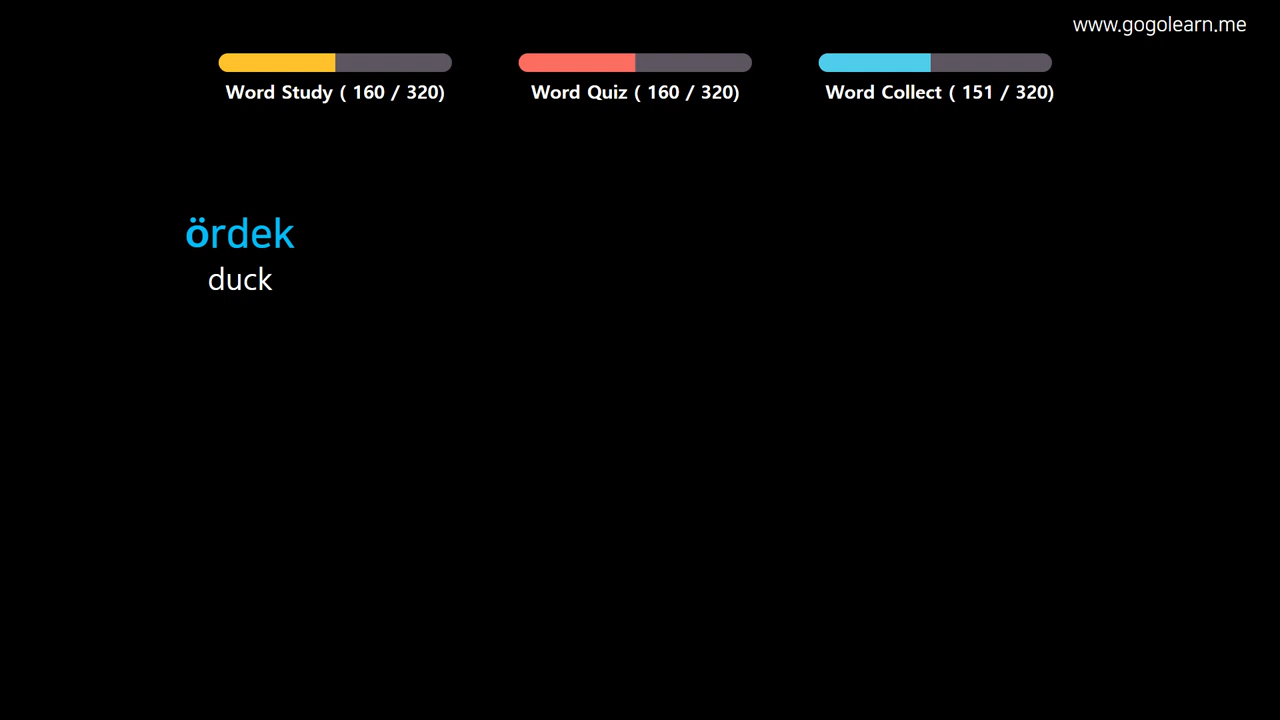 www.gogolearn.me
Word Study ( 160 / 320)
Word Quiz ( 160 / 320)
Word Collect ( 151 / 320)
ördek
duck